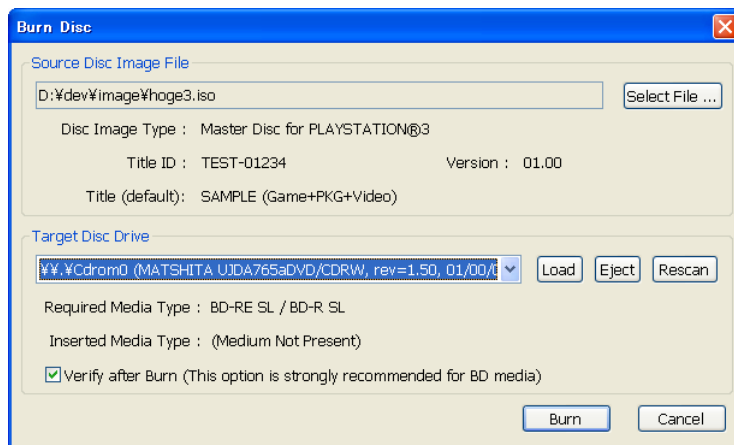 Burn Disc
Source Disc Image File
D:¥dev¥image¥hoge3.iso
Select File ...
Disc Image Type : Master Disc for PLAYSTATION®3
Title ID : TEST-01234 Version : 01.00
Title (default): SAMPLE (Game+PKG+Video)
Target Disc Drive
¥¥.¥Cdrom0 (MATSHITA UJDA765aDVD/CDRW, rev=1.50, 01/00/0
Load Eject Rescan
Required Media Type : BD-RE SL / BD-R SL
Inserted Media Type : (Medium Not Present)
Verify after Burn (This option is strongly recommended for BD media)
Burn Cancel